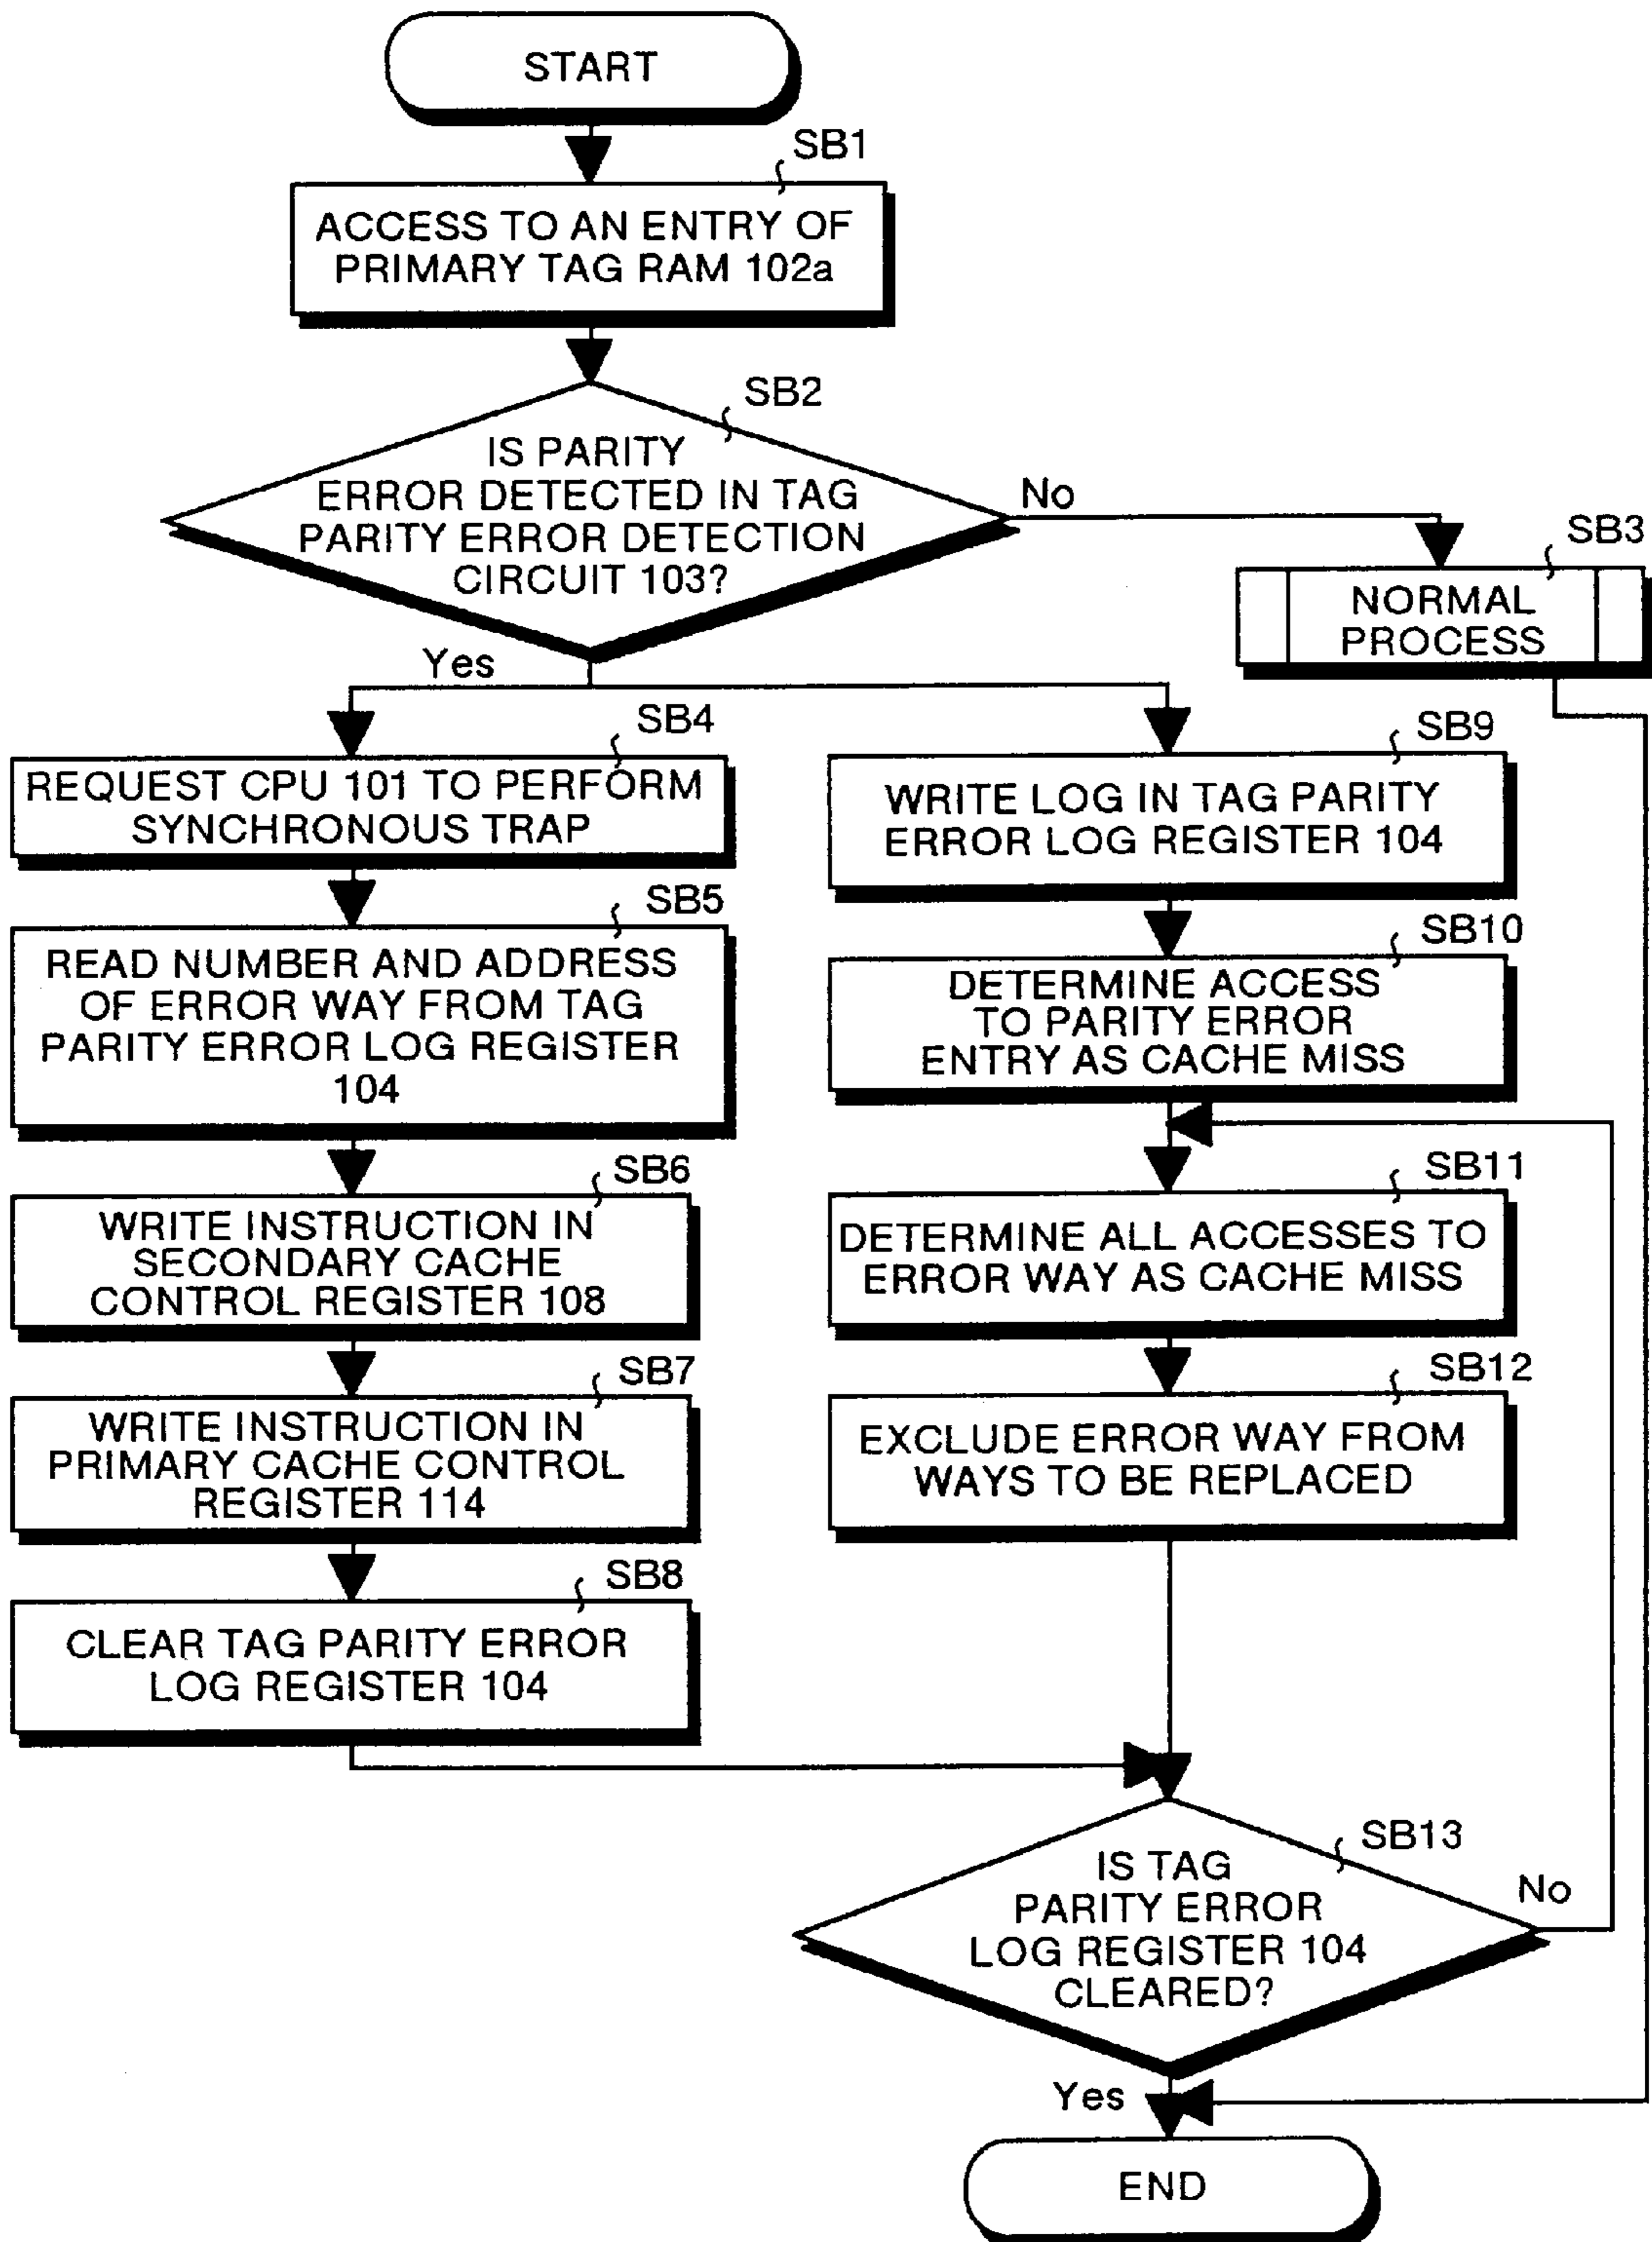 START
SB1
ACCESS TO AN ENTRY OF
PRIMARY TAG RAM 102a
SB2
IS PARITY
ERROR DETECTED IN TAG
PARITY ERROR DETECTION
CIRCUIT 103?
No
SB3
NORMAL
PROCESS
Yes
SB4
REQUEST CPU 101 TO PERFORM
SYNCHRONOUS TRAP
SB5
READ NUMBER AND ADDRESS
OF ERROR WAY FROM TAG
PARITY ERROR LOG REGISTER
104
SB6
WRITE INSTRUCTION IN
SECONDARY CACHE
CONTROL REGISTER 108
SB7
WRITE INSTRUCTION IN
PRIMARY CACHE CONTROL
REGISTER 114
SB8
CLEAR TAG PARITY ERROR
LOG REGISTER 104
SB9
WRITE LOG IN TAG PARITY
ERROR LOG REGISTER 104
SB10
DETERMINE ACCESS
TO PARITY ERROR
ENTRY AS CACHE MISS
SB11
DETERMINE ALL ACCESSES TO
ERROR WAY AS CACHE MISS
SB12
EXCLUDE ERROR WAY FROM
WAYS TO BE REPLACED
SB13
IS TAG
PARITY ERROR
LOG REGISTER 104
CLEARED?
No
Yes
END